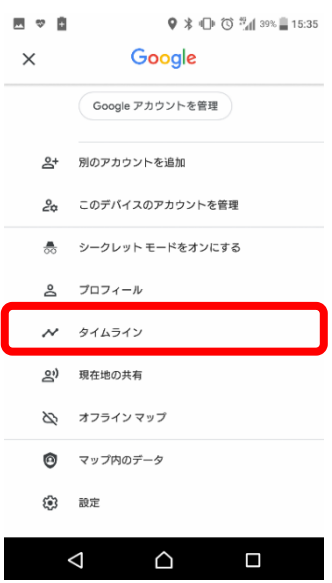 39% 15:35
Google
Google アカウントを管理
別のアカウントを追加
このデバイスのアカウントを管理
シークレット モードをオンにする
プロフィール
タイムライン
現在地の共有
オフライン マップ
マップ内のデータ
設定